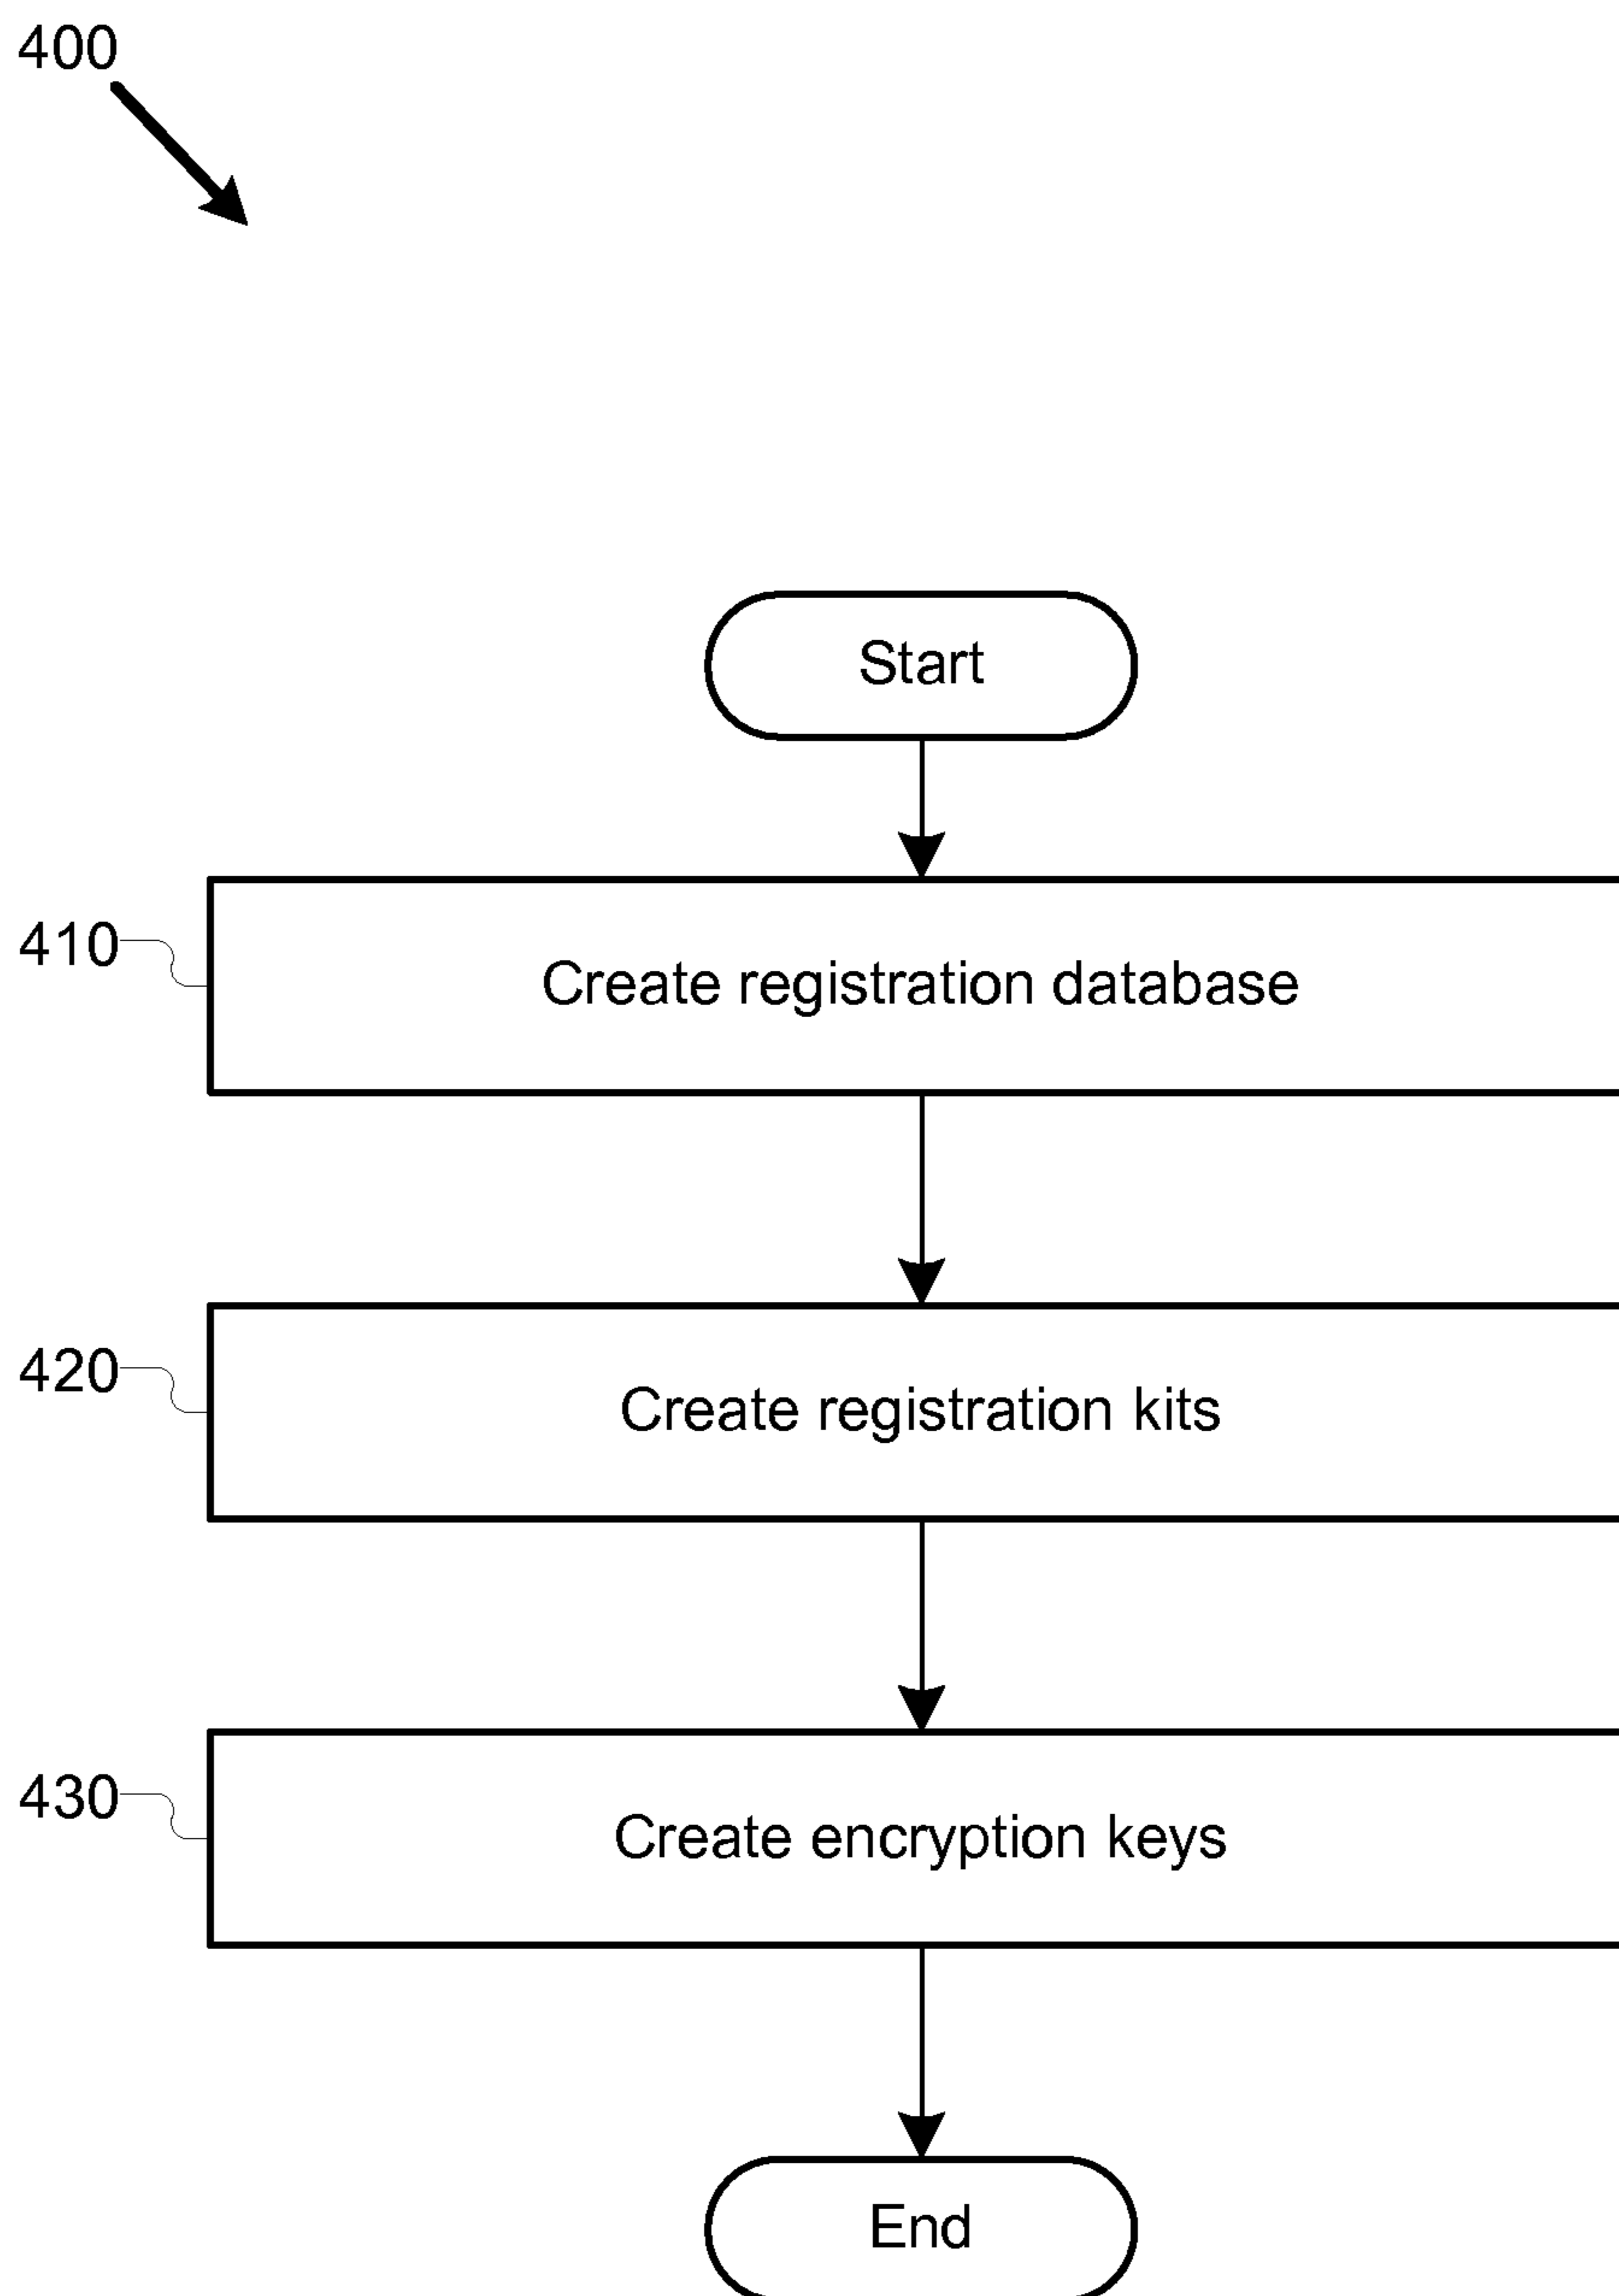 400
Start
410
Create registration database
420
Create registration kits
430
Create encryption keys
End